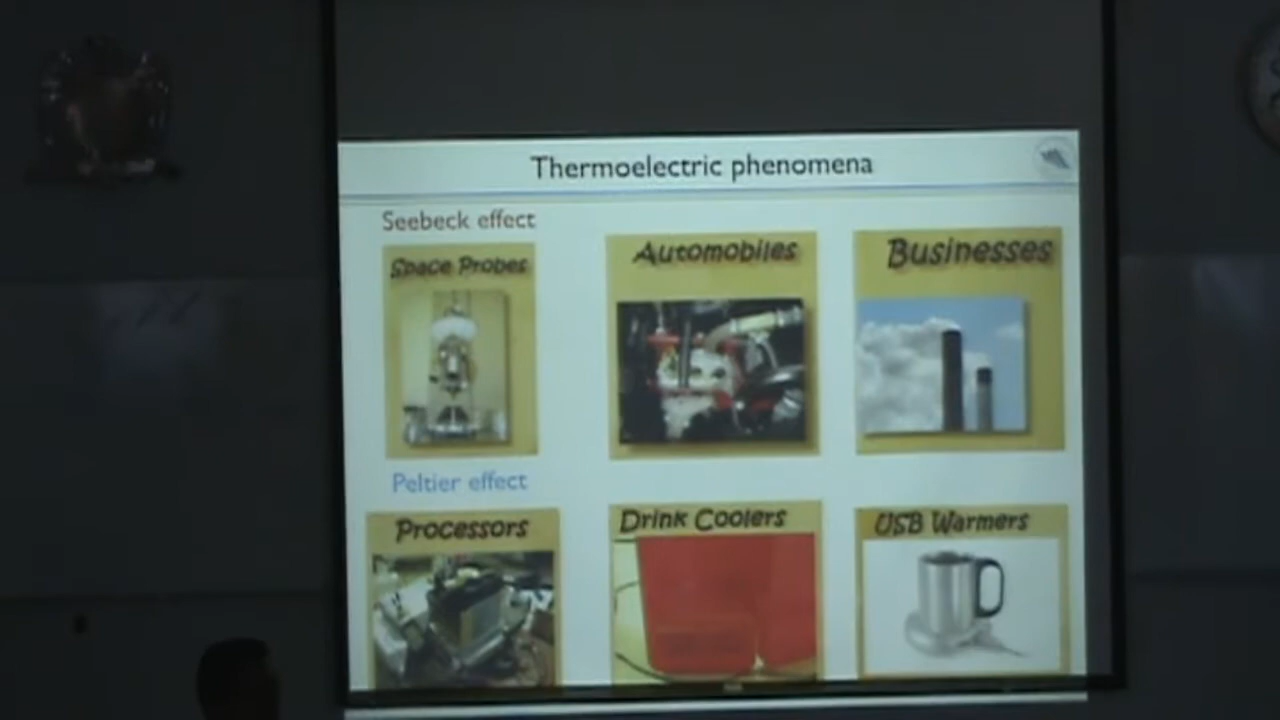 Thermoelectric phenomena
Seebeck effect
Space Probes
Automobiles
Businesses
Peltier effect
Processors
Drink Coolers
USB Warmers